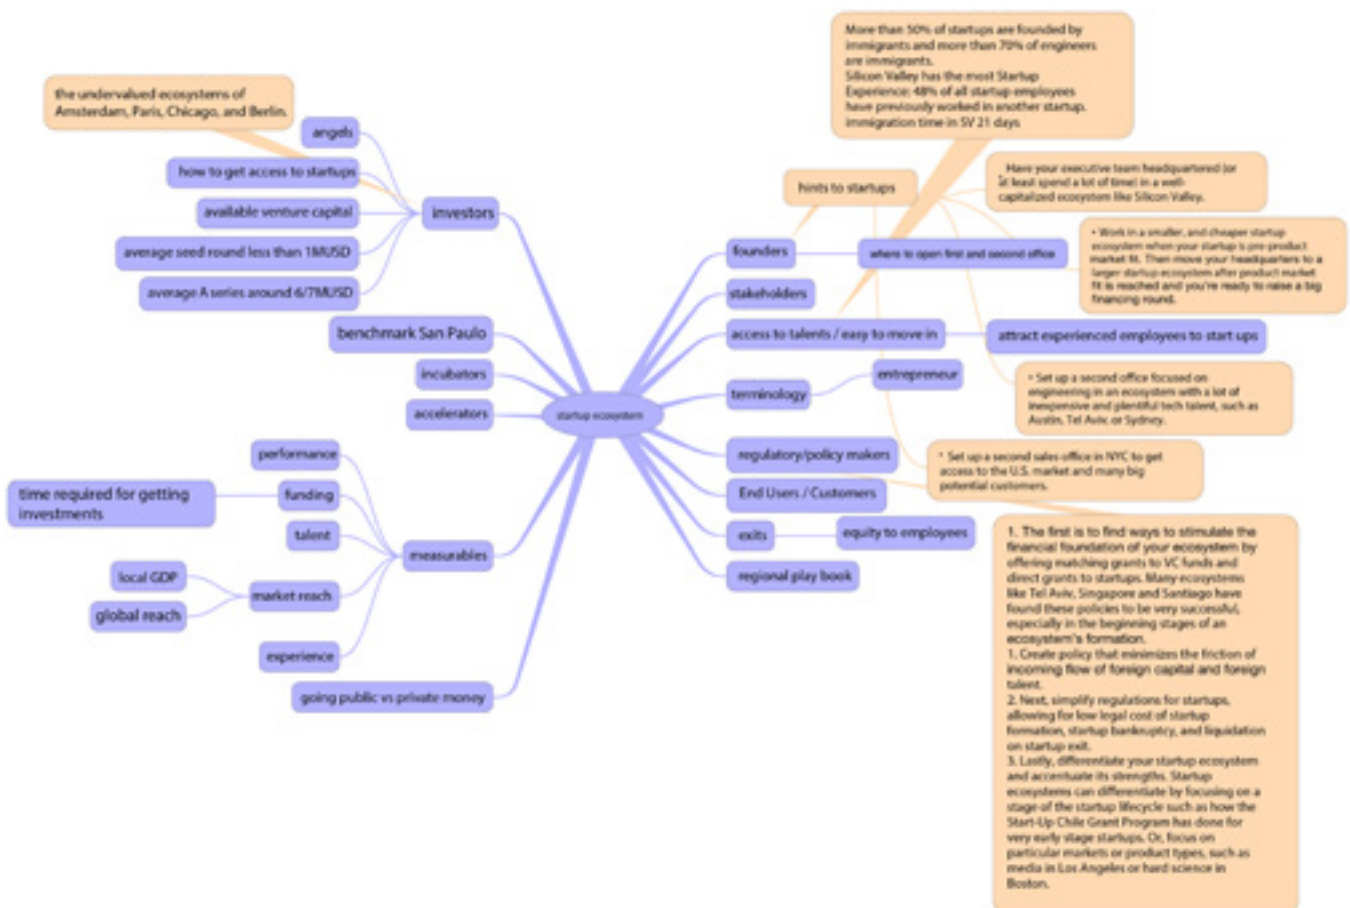 More than 50% of startups are founded by
immigrants and more than 70% of engineers
are immigrants.
Silicon Valley has the most Startup
Experience: 48% of all startup employees
have previously worked in another startup.
immigration time in SV 21 days
the undervalued ecosystems of
Amsterdam, Paris, Chicago, and Berlin.
angels
how to get access to startups
available venture capital
average seed round less than 1MUSD
average A series around 6/7MUSD
investors
benchmark San Paulo
incubators
accelerators
startup ecosystem
performance
time required for getting
investments
funding
talent
local GDP
global reach
market reach
experience
measurables
going public vs private money
hints to startups
Have your executive team headquartered (or
at least spend a lot of time) in a well-
capitalized ecosystem like Silicon Valley.
founders
where to open first and second office
• Work in a smaller, and cheaper startup
ecosystem when your startup is pre-product
market fit. Then move your headquarters to a
larger startup ecosystem after product market
fit is reached and you're ready to raise a big
financing round.
stakeholders
access to talents / easy to move in
attract experienced employees to start ups
terminology
entrepreneur
• Set up a second office focused on
engineering in an ecosystem with a lot of
inexpensive and plentiful tech talent, such as
Austin, Tel Aviv, or Sydney.
regulatory/policy makers
• Set up a second sales office in NYC to get
access to the U.S. market and many big
potential customers.
End Users / Customers
exits
equity to employees
regional play book
1. The first is to find ways to stimulate the
financial foundation of your ecosystem by
offering matching grants to VC funds and
direct grants to startups. Many ecosystems
like Tel Aviv, Singapore and Santiago have
found these policies to be very successful,
especially in the beginning stages of an
ecosystem's formation.
1. Create policy that minimizes the friction of
incoming flow of foreign capital and foreign
talent.
2. Next, simplify regulations for startups,
allowing for low legal cost of startup
formation, startup bankruptcy, and liquidation
on startup exit.
3. Lastly, differentiate your startup ecosystem
and accentuate its strengths. Startup
ecosystems can differentiate by focusing on a
stage of the startup lifecycle such as how the
Start-Up Chile Grant Program has done for
very early stage startups. Or, focus on
particular markets or product types, such as
media in Los Angeles or hard science in
Boston.